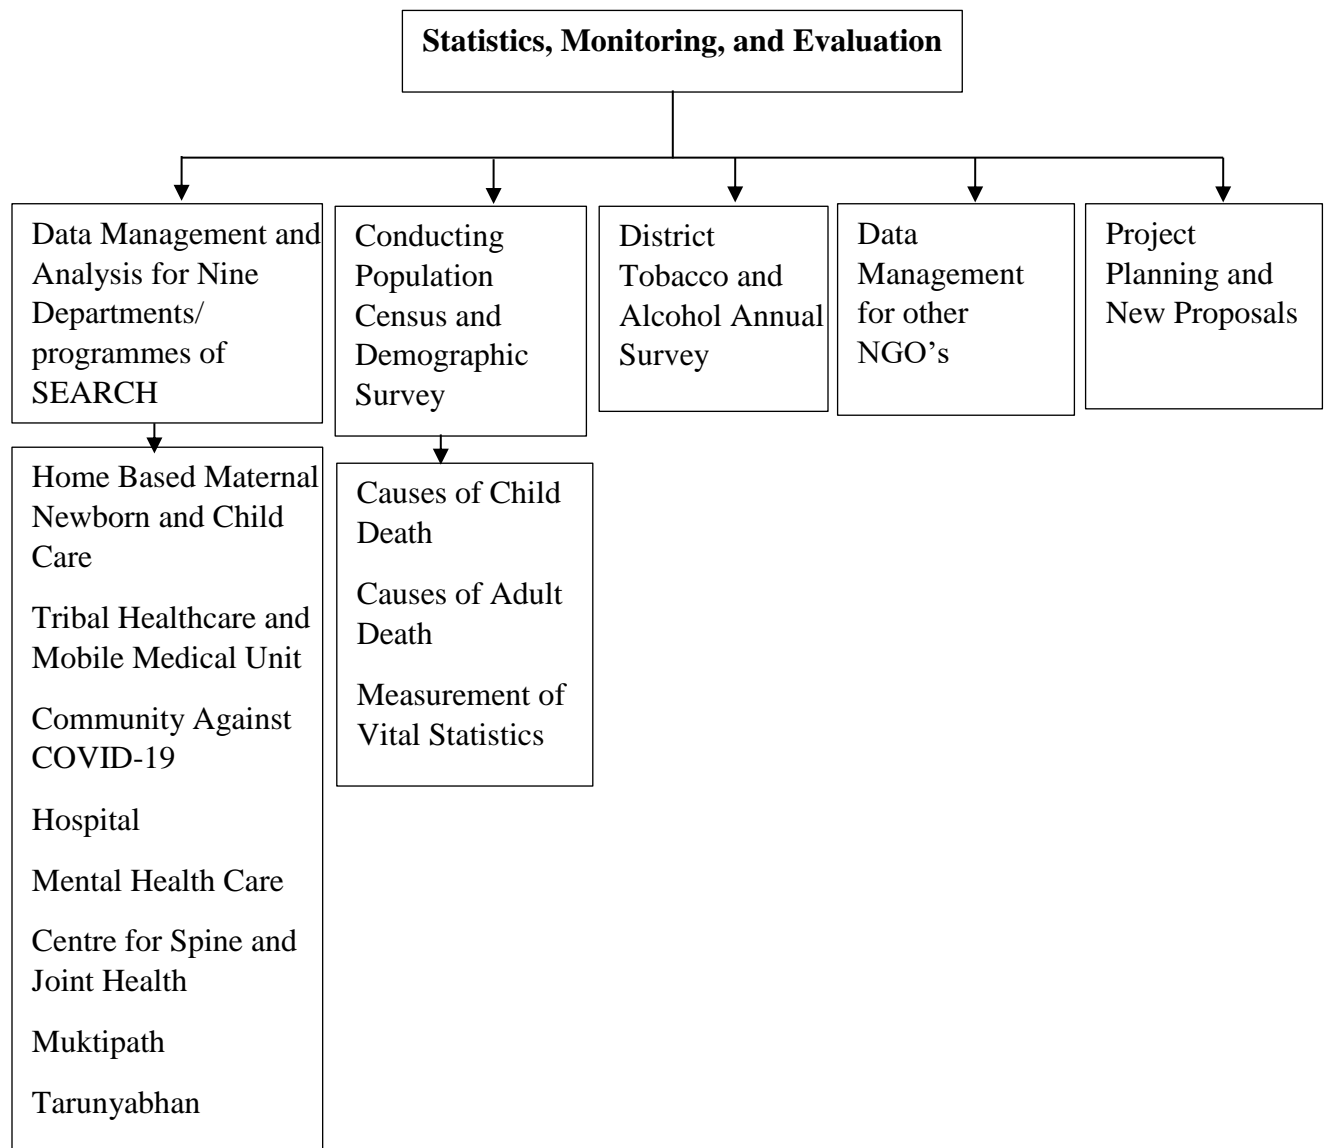 Statistics, Monitoring, and Evaluation
Data Management and
Analysis for Nine
Departments/
programmes of
SEARCH
Conducting
Population
Census and
Demographic
Survey
District
Tobacco and
Alcohol Annual
Survey
Data
Management
for other
NGO’s
Project
Planning and
New Proposals
Home Based Maternal
Newborn and Child
Care
Tribal Healthcare and
Mobile Medical Unit
Community Against
COVID-19
Hospital
Mental Health Care
Centre for Spine and
Joint Health
Muktipath
Tarunyabhan
Causes of Child
Death
Causes of Adult
Death
Measurement of
Vital Statistics